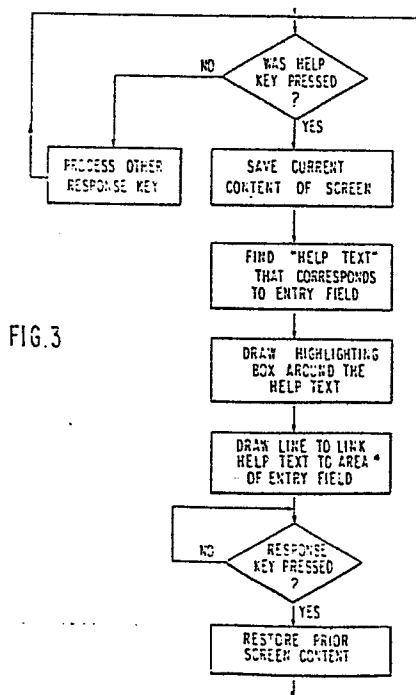 WAS HELP
KEY PRESSED
?
NO
YES
PROCESS OTHER
RESPONSE KEY
SAVE CURRENT
CONTENT OF SCREEN
FIND "HELP TEXT"
THAT CORRESPONDS
TO ENTRY FIELD
FIG.3
DRAW HIGHLIGHTING
BOX AROUND THE
HELP TEXT
DRAW LINE TO LINK
HELP TEXT TO AREA
OF ENTRY FIELD
NO
RESPONSE
KEY PRESSED
?
YES
RESTORE PRIOR
SCREEN CONTENT